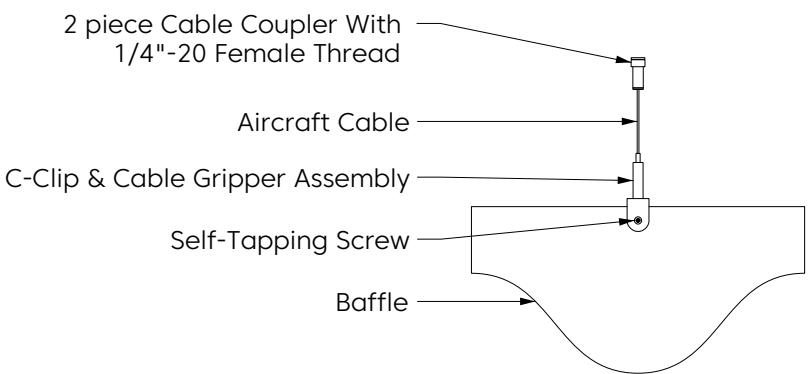 2 piece Cable Coupler With
1/4"-20 Female Thread
Aircraft Cable
C-Clip & Cable Gripper Assembly
Self-Tapping Screw
Baffle